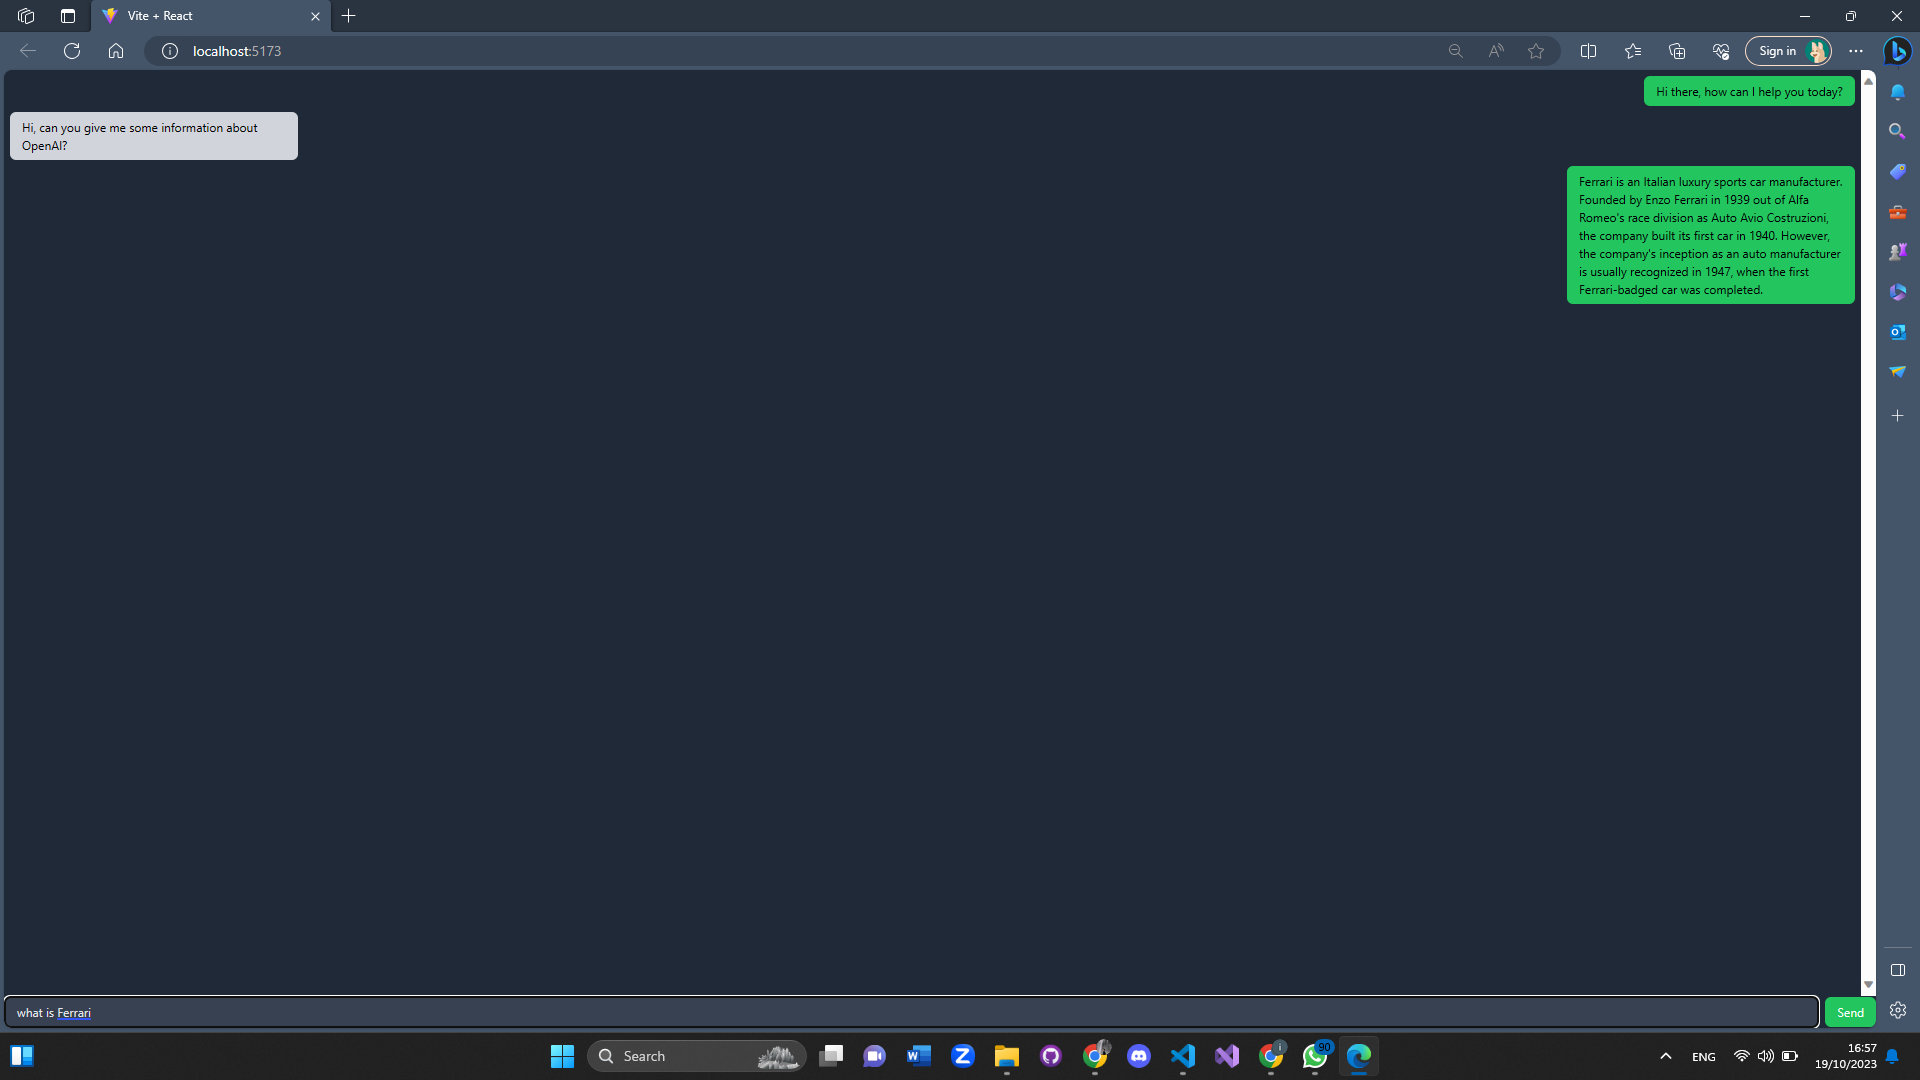 Vite + React
localhost:5173
Sign in
Hi there, how can I help you today?
Hi, can you give me some information about
OpenAI?
Ferrari is an Italian luxury sports car manufacturer.
Founded by Enzo Ferrari in 1939 out of Alfa
Romeo's race division as Auto Avio Costruzioni,
the company built its first car in 1940. However,
the company's inception as an auto manufacturer
is usually recognized in 1947, when the first
Ferrari-badged car was completed.
what is Ferrari
Send
Search
90
ENG
16:57
19/10/2023